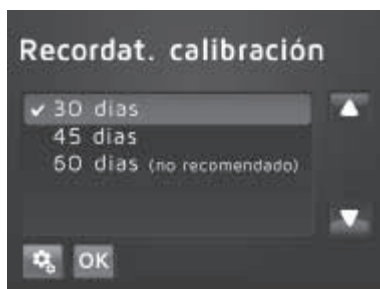 Recordat. calibración
30 dias
45 dias
60 dias (no recomendado)
OK